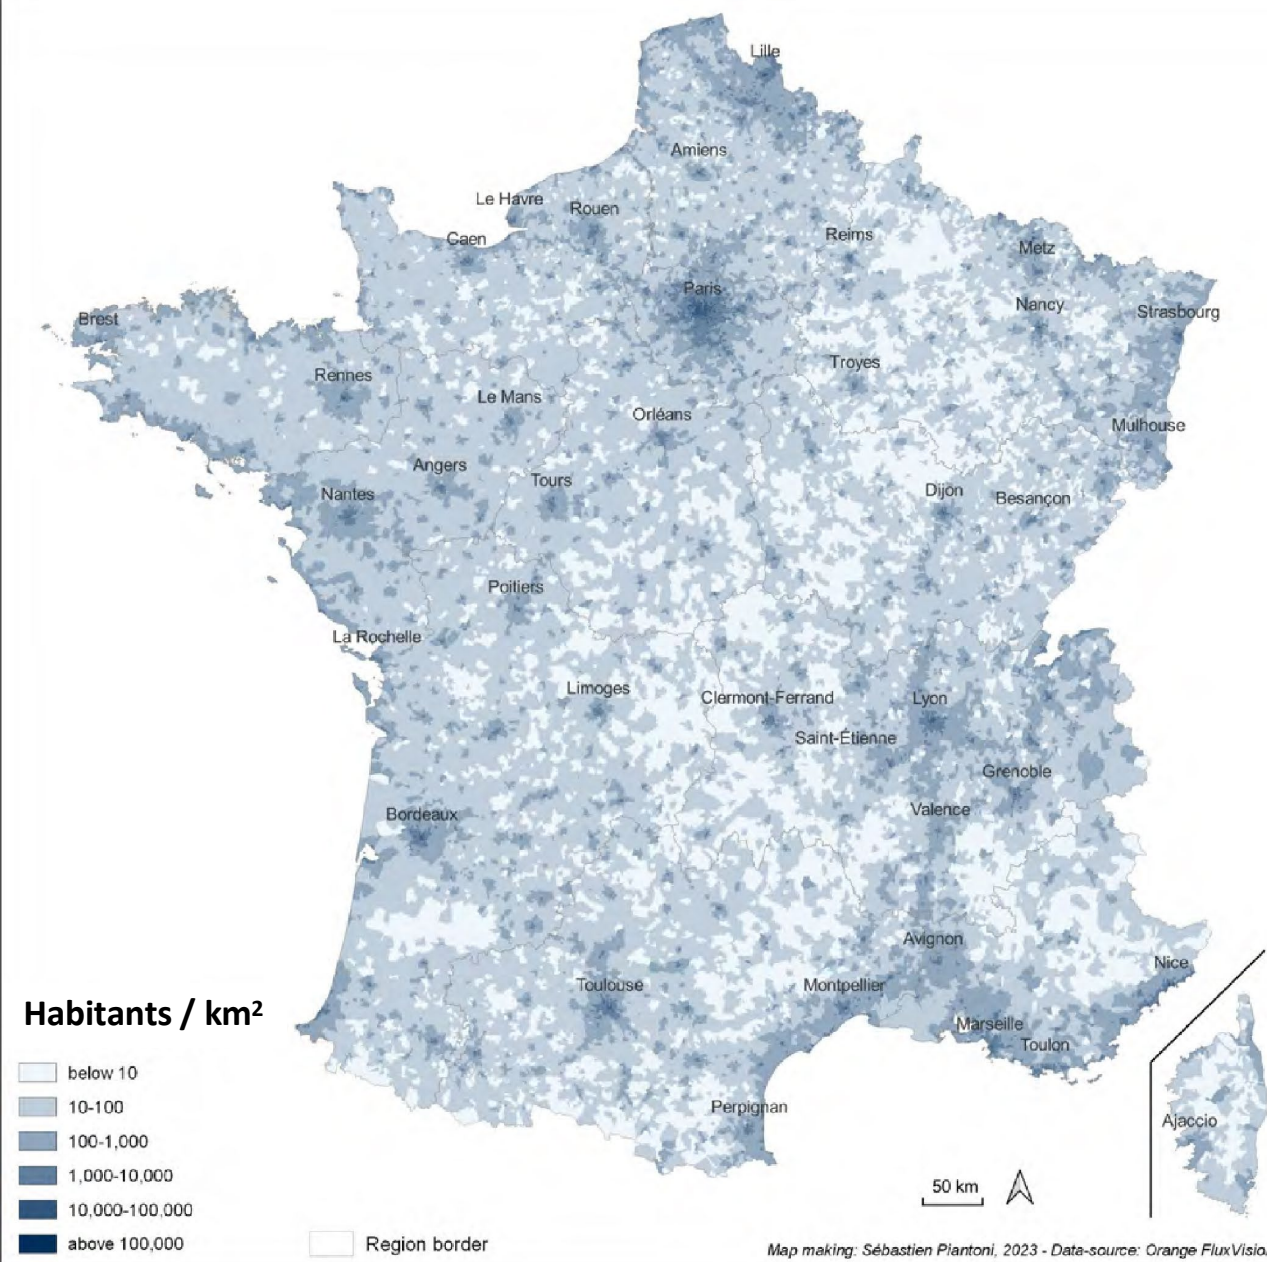 Lille
Amiens
Le Havre
Rouen
Caen
Reims
Metz
Paris
Nancy
Strasbourg
Brest
Troyes
Rennes
Le Mans
Orléans
Mulhouse
Angers
Tours
Nantes
Dijon
Besançon
Poitiers
La Rochelle
Limoges
Clermont-Ferrand
Lyon
Saint-Étienne
Grenoble
Valence
Bordeaux
Avignon
Nice
Toulouse
Montpellier
Marseille
Toulon
Perpignan
Ajaccio
Habitants / km²
below 10
10-100
100-1,000
1,000-10,000
10,000-100,000
above 100,000
Region border
50 km
Map making: Sébastien Piantoni, 2023 - Data-source: Orange FluxVision